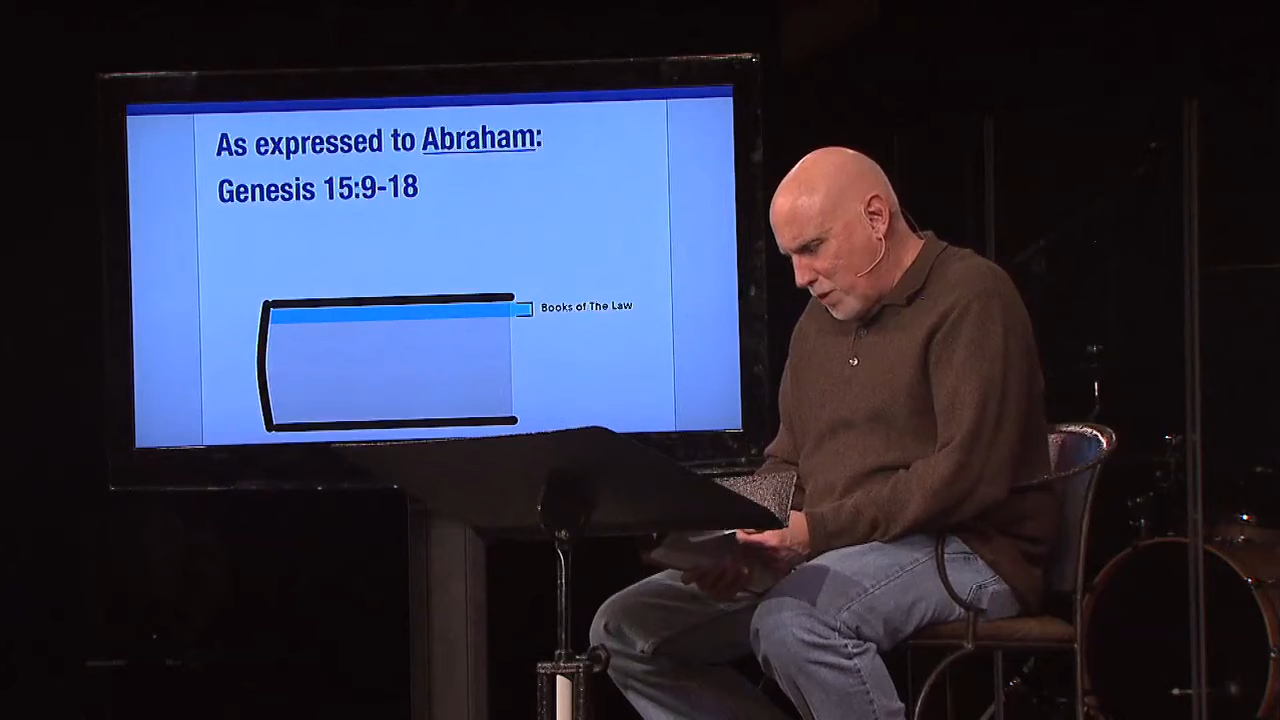 As expressed to Abraham:
Genesis 15:9-18
Books of The Law